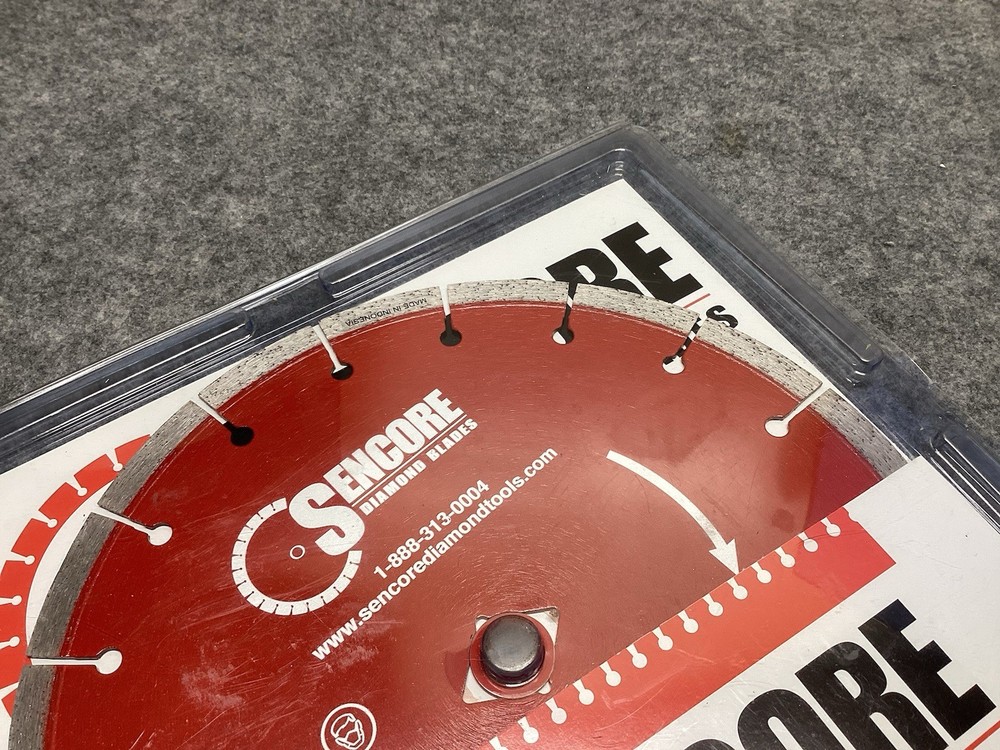 ORE
S
MADE IN INDONESIA
SENCORE
DIAMOND BLADES
1-888-313-0004
www.sencorediamondtools.com
CORE